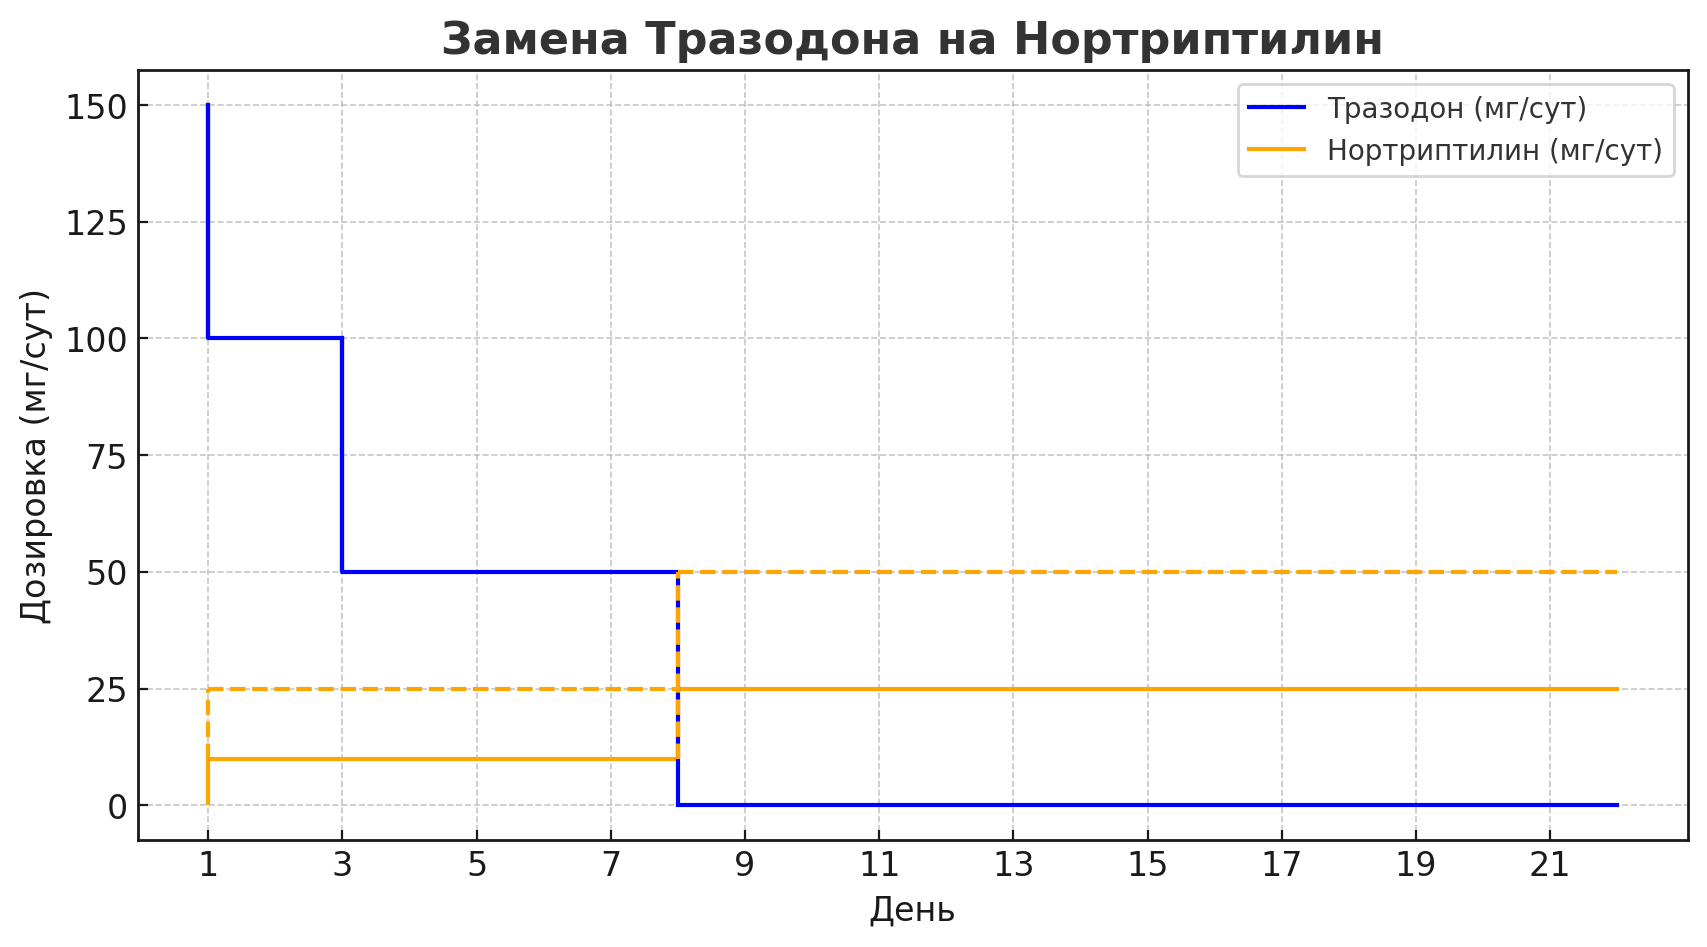 Замена Тразодона на Нортриптилин
Тразодон (мг/сут)
Нортриптилин (мг/сут)
Дозировка (мг/сут)
150
125
100
75
50
25
0
1 3 5 7 9 11 13 15 17 19 21
День